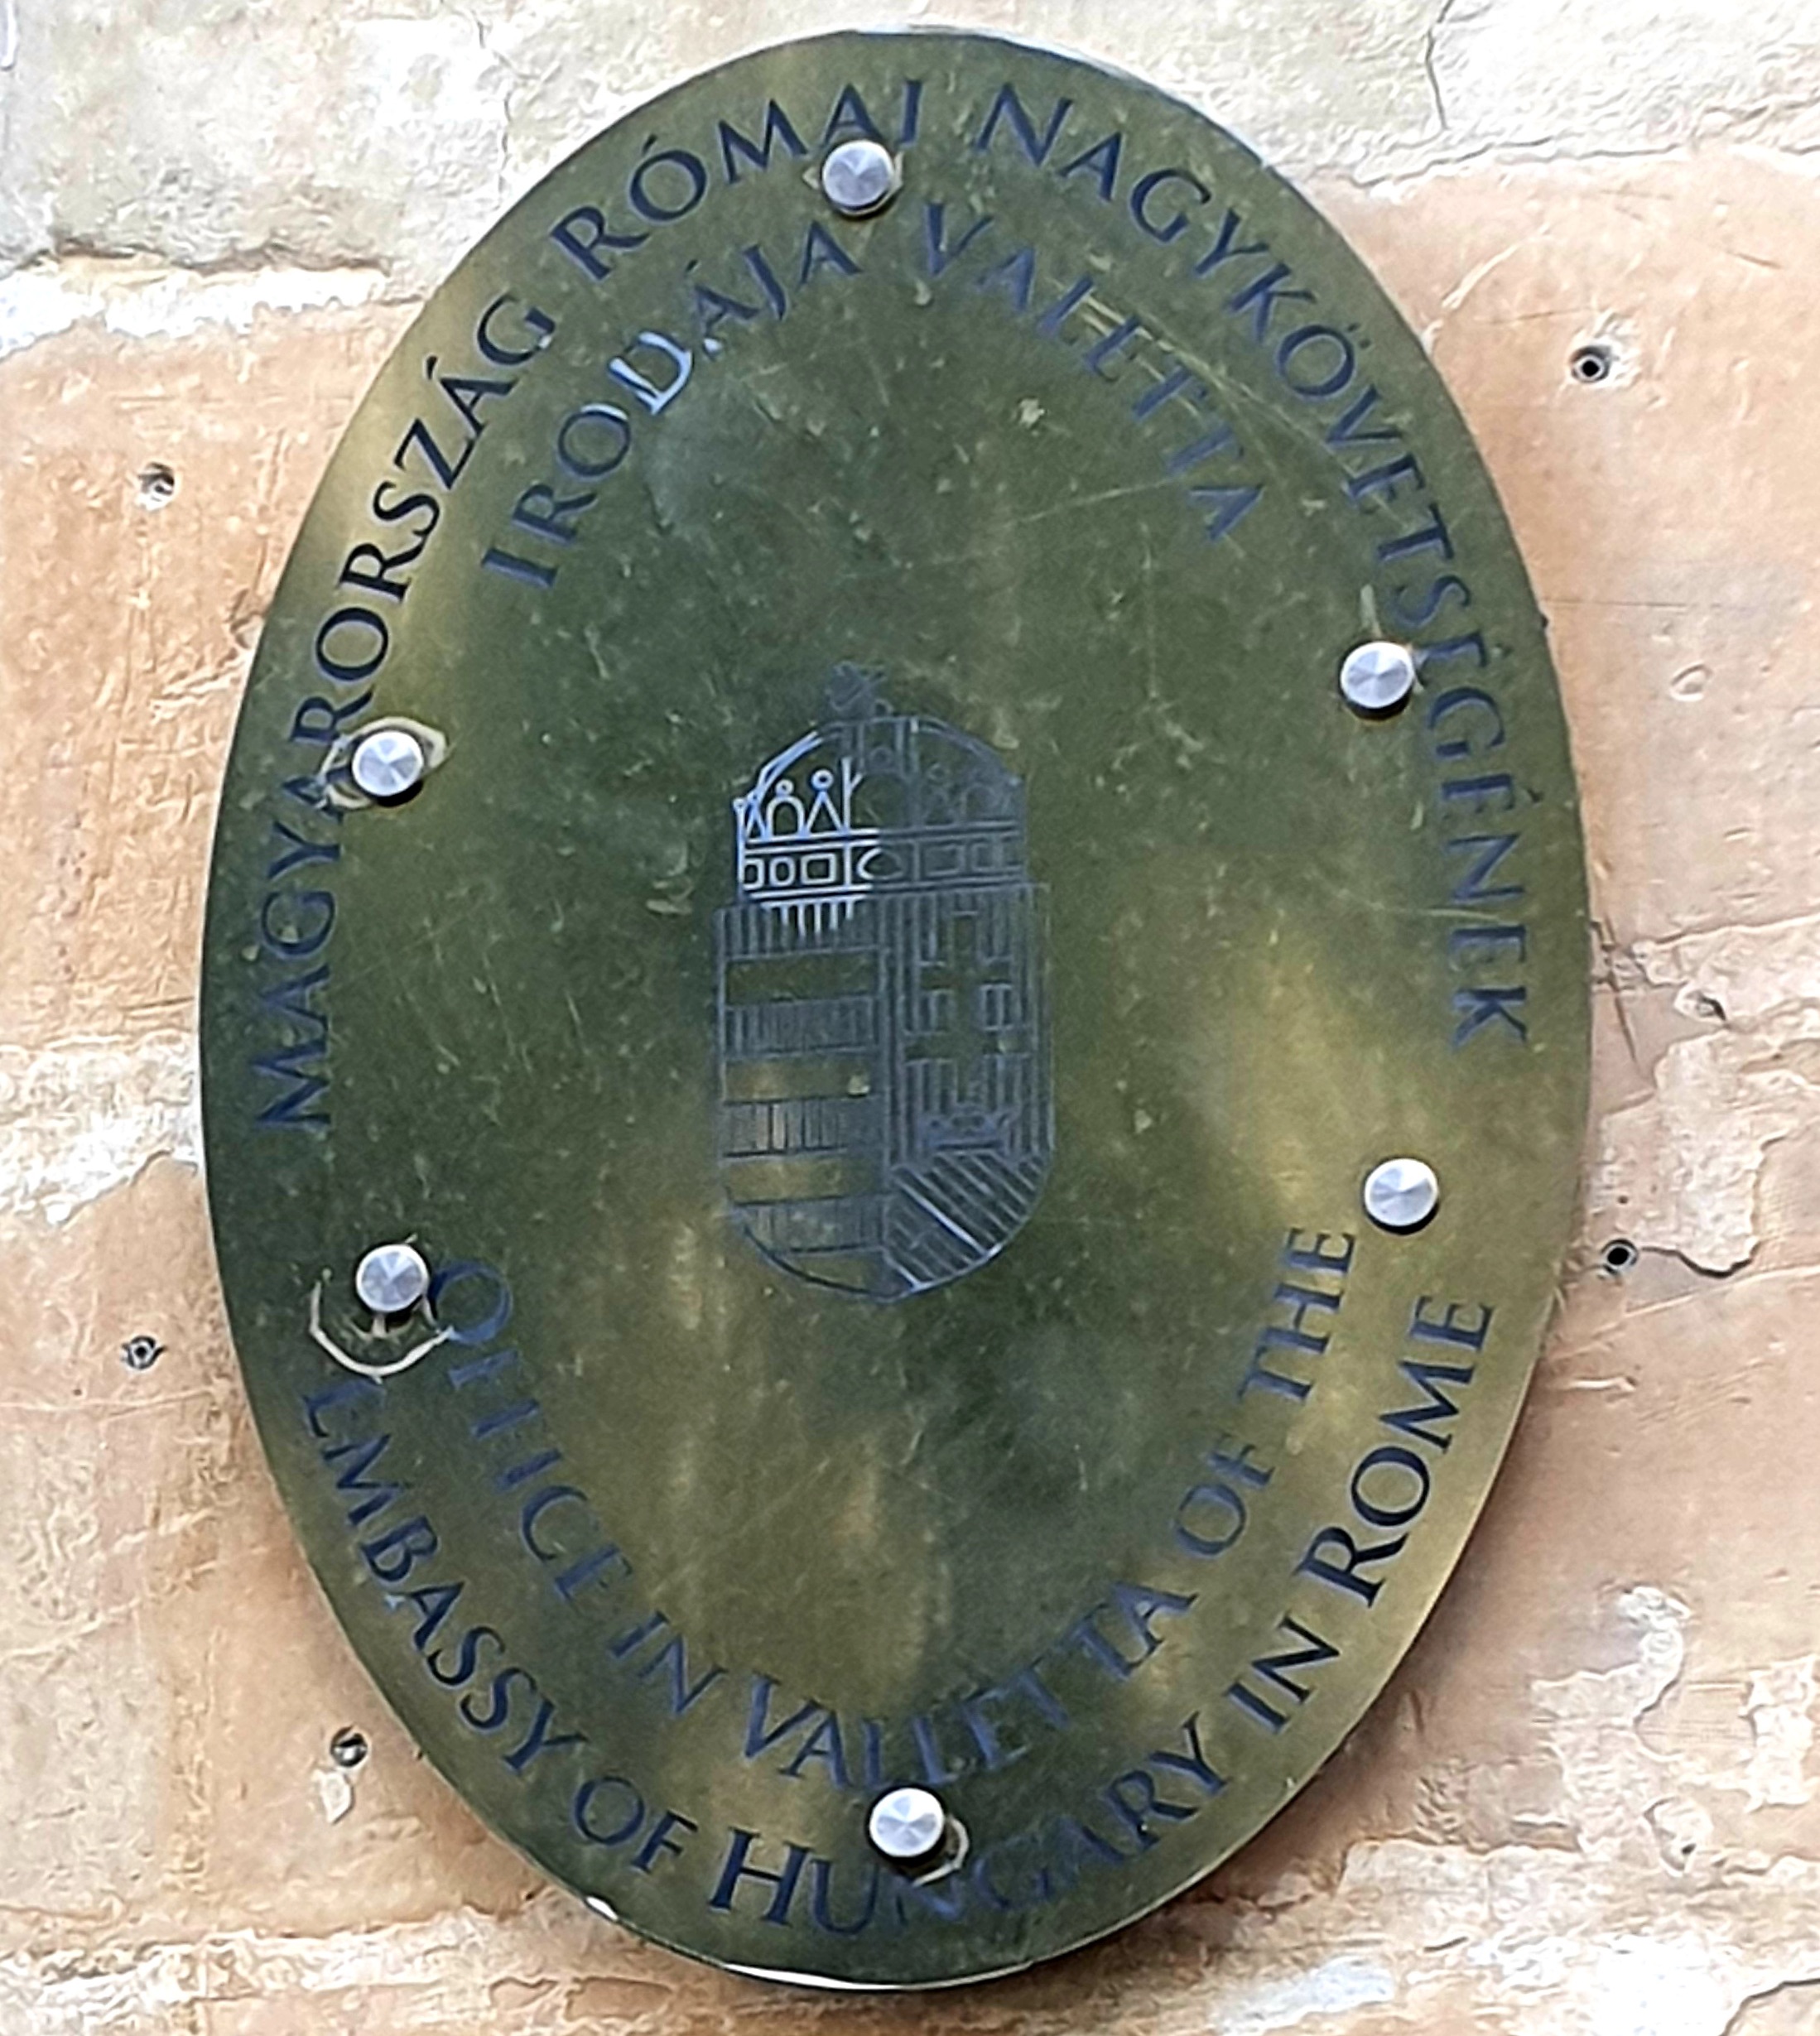 MAGYARORSZÁG RÓMAI NAGYKÖVETSÉGÉNEK
IRODÁJA VALLETTA
OFFICE IN VALLETTA OF THE
EMBASSY OF HUNGARY IN ROME